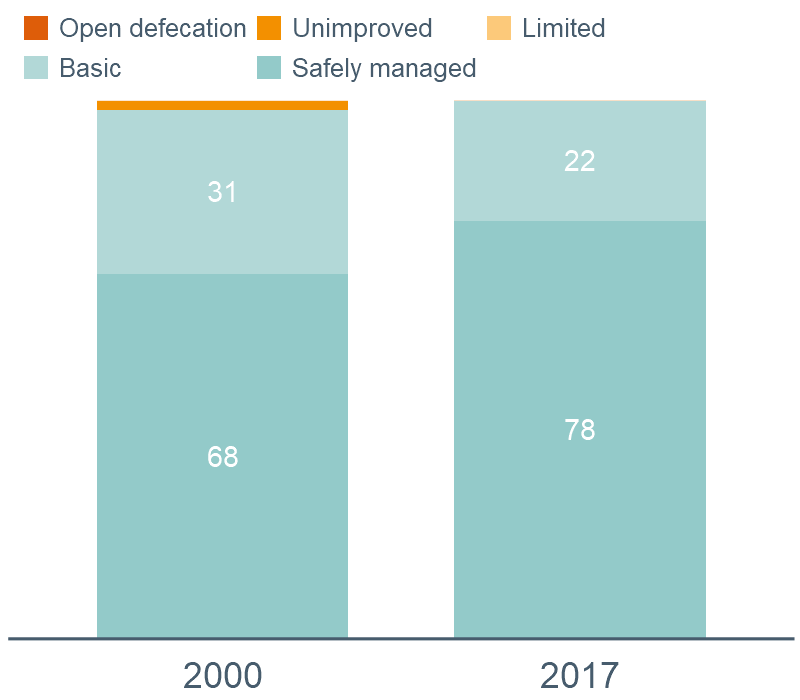 Open defecation Unimproved Limited
Basic Safely managed
31 22
68 78
2000 2017